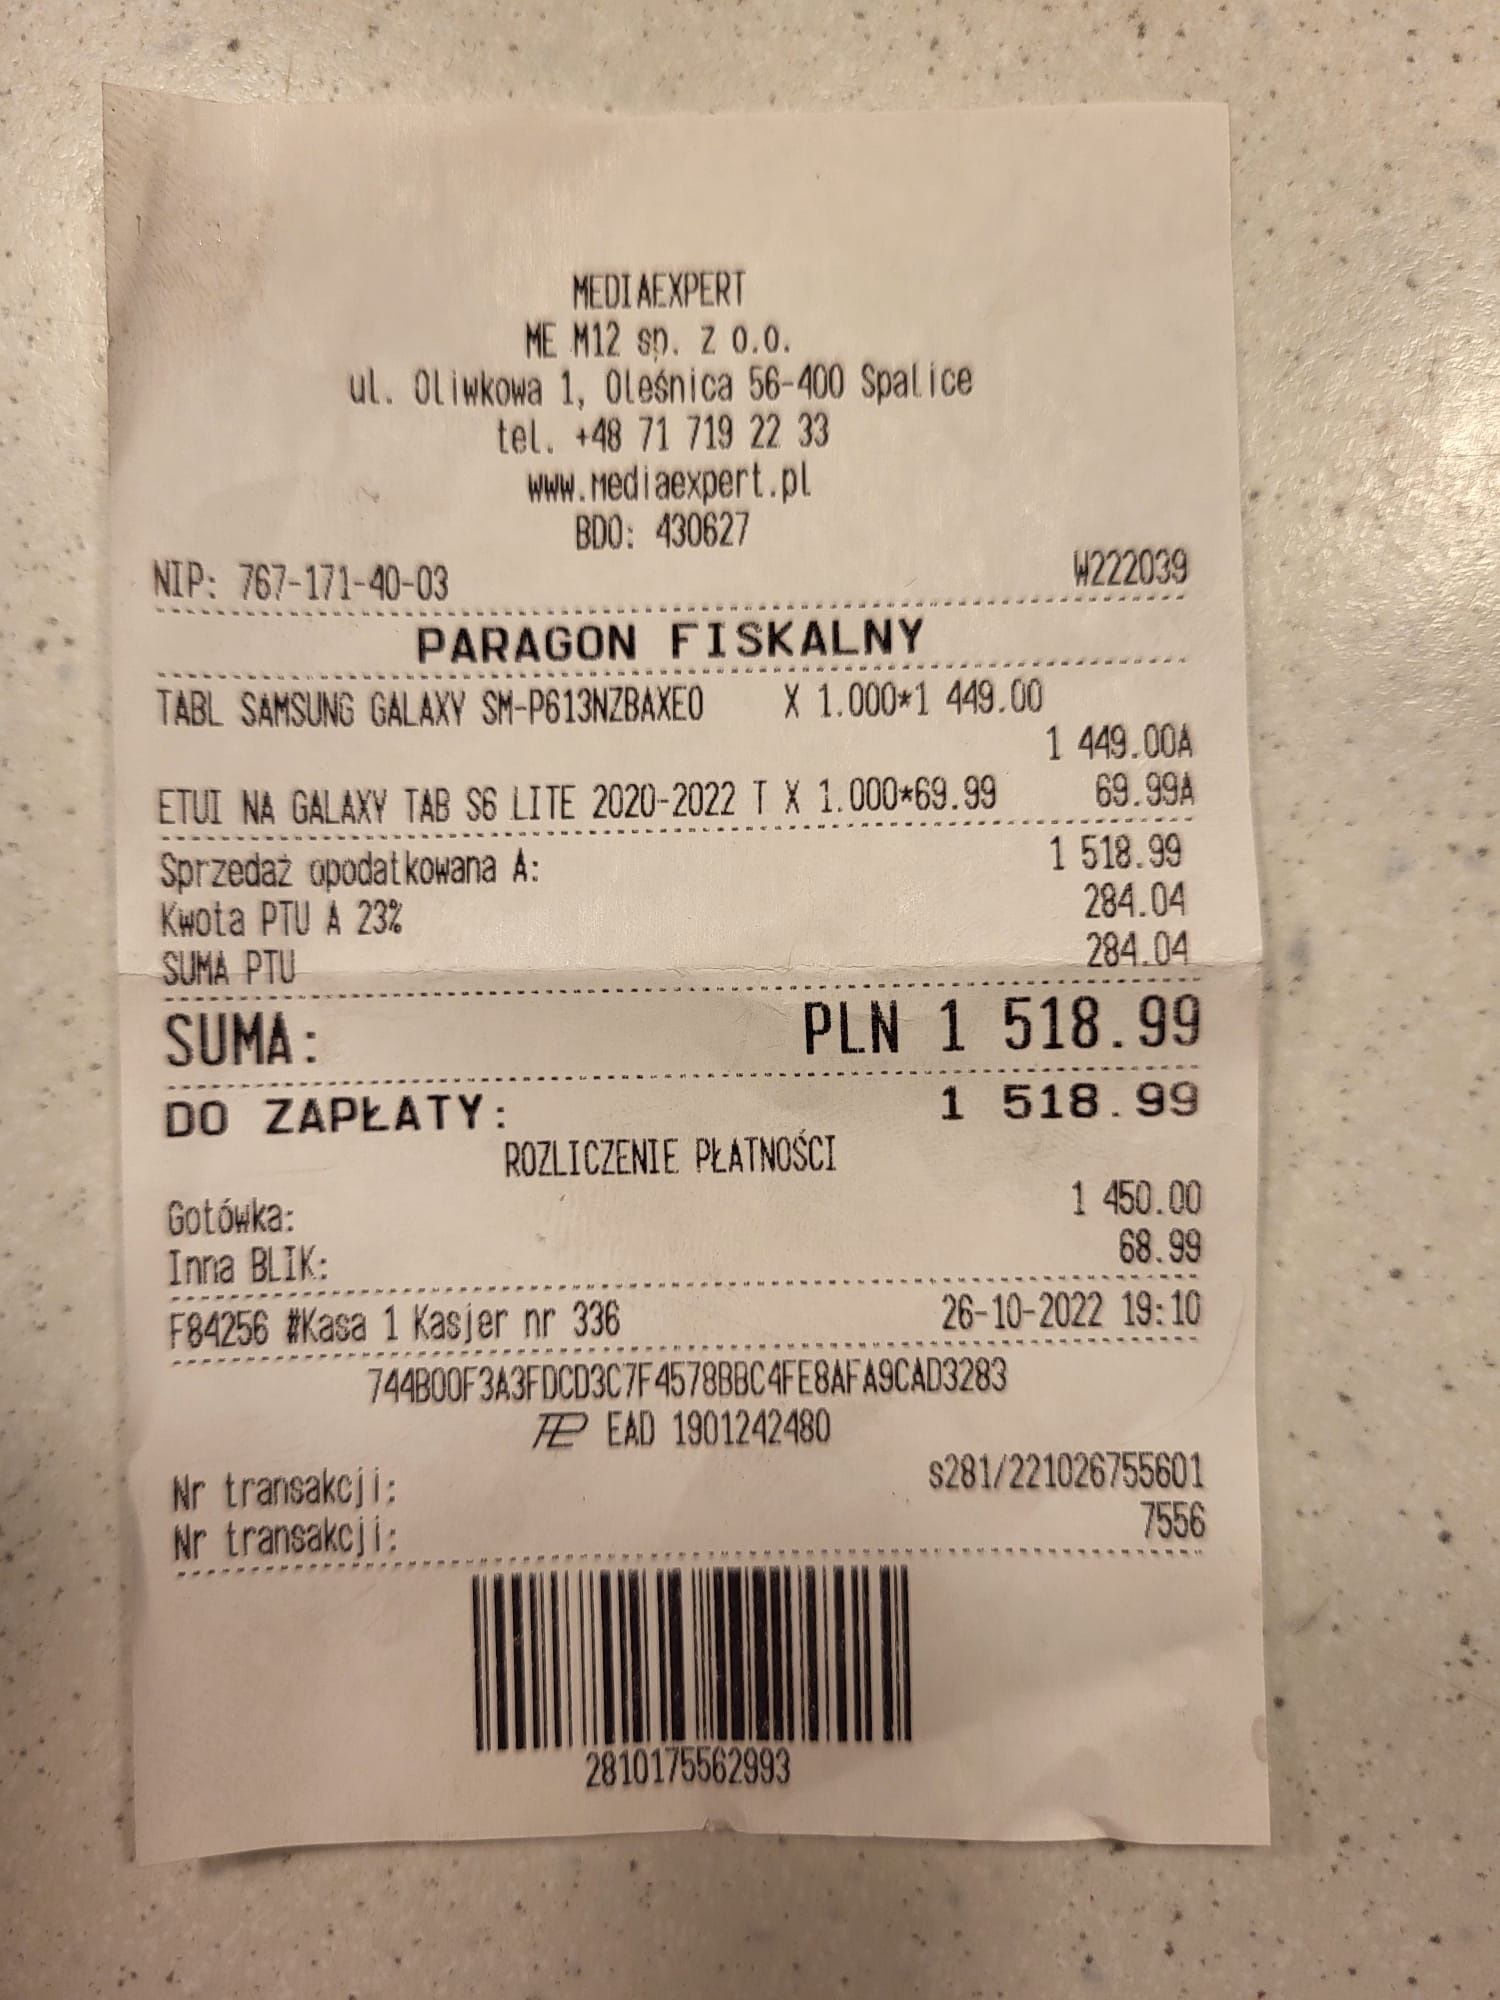 MEDIAEXPERT
ME M12 sp. z o.o.
ul. Oliwkowa 1, Oleśnica 56-400 Spalice
tel. +48 71 719 22 33
www.mediaexpert.pl
BDO: 430627
NIP: 767-171-40-03 W222039
PARAGON FISKALNY
TABL SAMSUNG GALAXY SM-P613NZBAXEO X 1.000*1 449.00
1 449.00A
ETUI NA GALAXY TAB S6 LITE 2020-2022 T X 1.000*69.99 69.99A
Sprzedaż opodatkowana A: 1 518.99
Kwota PTU A 23% 284.04
SUMA PTU 284.04
SUMA: PLN 1 518.99
DO ZAPŁATY: 1 518.99
ROZLICZENIE PŁATNOŚCI
Gotówka: 1 450.00
Inna BLIK: 68.99
F84256 #Kasa 1 Kasjer nr 336 26-10-2022 19:10
744B00F3A3FDCD3C7F4578BBC4FE8AFA9CAD3283
EAD 1901242480
Nr transakcji: s281/221026755601
Nr transakcji: 7556
2810175562993